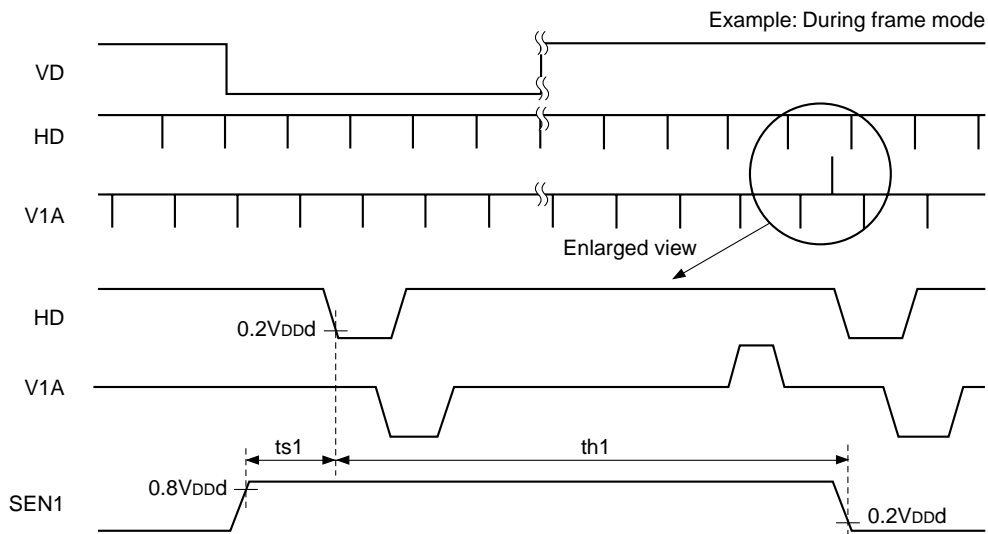 Example: During frame mode
VD
HD
V1A
Enlarged view
HD
0.2VDDd
V1A
ts1
th1
0.8VDDd
SEN1
0.2VDDd